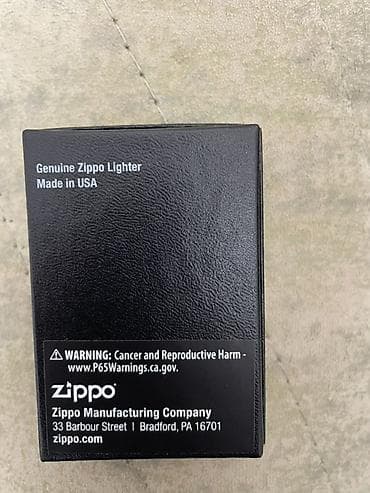 Genuine Zippo Lighter
Made in USA
⚠ WARNING: Cancer and Reproductive Harm -
www.P65Warnings.ca.gov.
zippo
Zippo Manufacturing Company
33 Barbour Street | Bradford, PA 16701
zippo.com